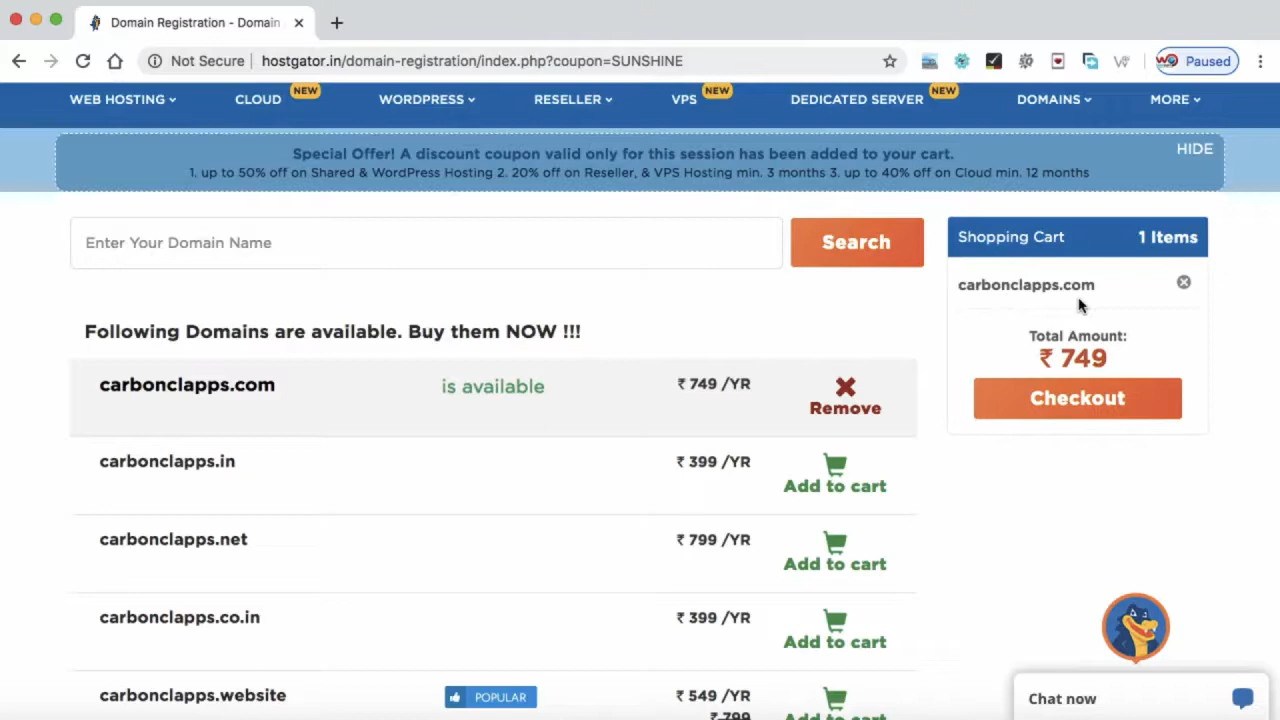 Domain Registration - Domain
Not Secure | hostgator.in/domain-registration/index.php?coupon=SUNSHINE
Paused
WEB HOSTING CLOUD NEW WORDPRESS RESELLER VPS NEW DEDICATED SERVER NEW DOMAINS MORE
Special Offer! A discount coupon valid only for this session has been added to your cart.
HIDE
1. up to 50% off on Shared & WordPress Hosting 2. 20% off on Reseller, & VPS Hosting min. 3 months 3. up to 40% off on Cloud min. 12 months
Enter Your Domain Name
Search
Shopping Cart 1 Items
carbonclapps.com
Total Amount:
₹ 749
Checkout
Following Domains are available. Buy them NOW !!!
carbonclapps.com is available ₹ 749 /YR
Remove
carbonclapps.in ₹ 399 /YR
Add to cart
carbonclapps.net ₹ 799 /YR
Add to cart
carbonclapps.co.in ₹ 399 /YR
Add to cart
carbonclapps.website POPULAR ₹ 549 /YR
₹ 799
Add to cart
Chat now